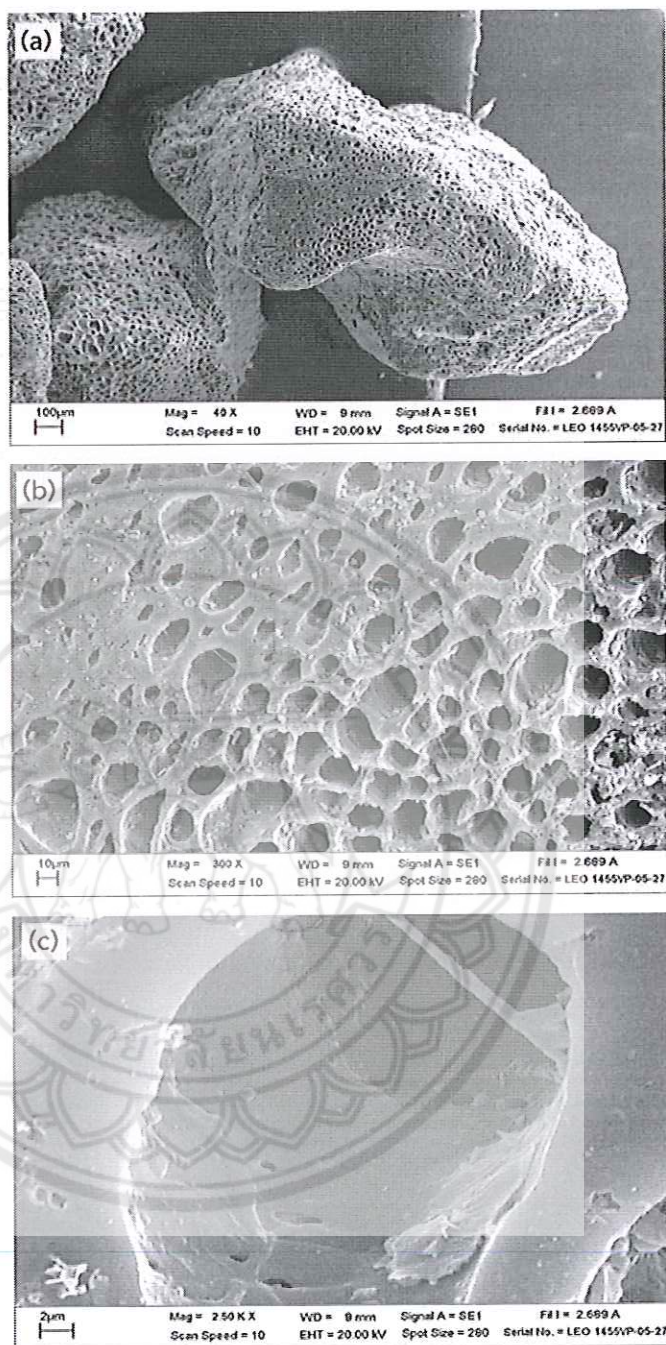 (a)
100µm
Mag = 40 X WD = 9 mm Signal A = SE1 Fil I = 2.689 A
Scan Speed = 10 EHT = 20.00 kV Spot Size = 280 Serial No. = LEO 1455VP-05-27
(b)
10µm
Mag = 300 X WD = 9 mm Signal A = SE1 Fil I = 2.689 A
Scan Speed = 10 EHT = 20.00 kV Spot Size = 280 Serial No. = LEO 1455VP-05-27
(c)
2µm
Mag = 2.50 K X WD = 9 mm Signal A = SE1 Fil I = 2.689 A
Scan Speed = 10 EHT = 20.00 kV Spot Size = 280 Serial No. = LEO 1455VP-05-27